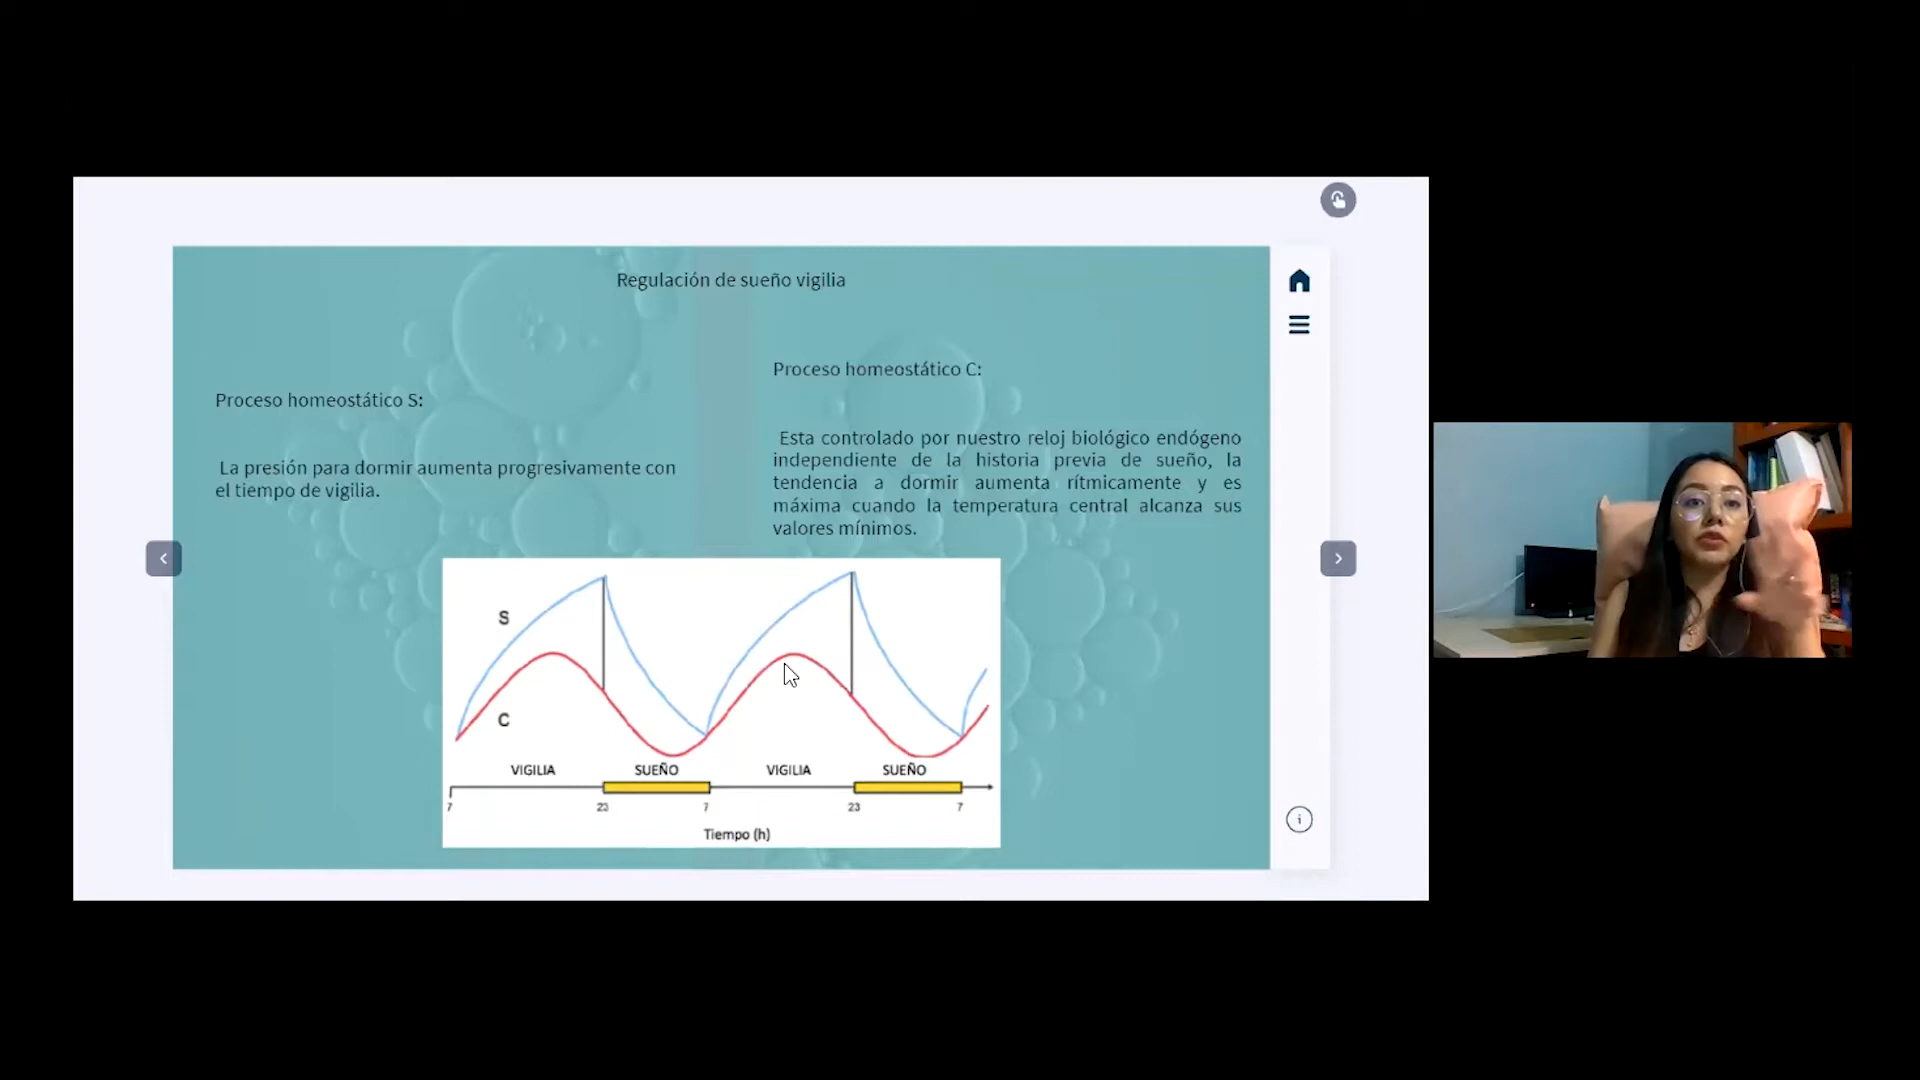 Regulación de sueño vigilia
Proceso homeostático S:
La presión para dormir aumenta progresivamente con
el tiempo de vigilia.
Proceso homeostático C:
Esta controlado por nuestro reloj biológico endógeno
independiente de la historia previa de sueño, la
tendencia a dormir aumenta rítmicamente y es
máxima cuando la temperatura central alcanza sus
valores mínimos.
S
C
VIGILIA SUEÑO VIGILIA SUEÑO
7 23 7 23 7
Tiempo (h)